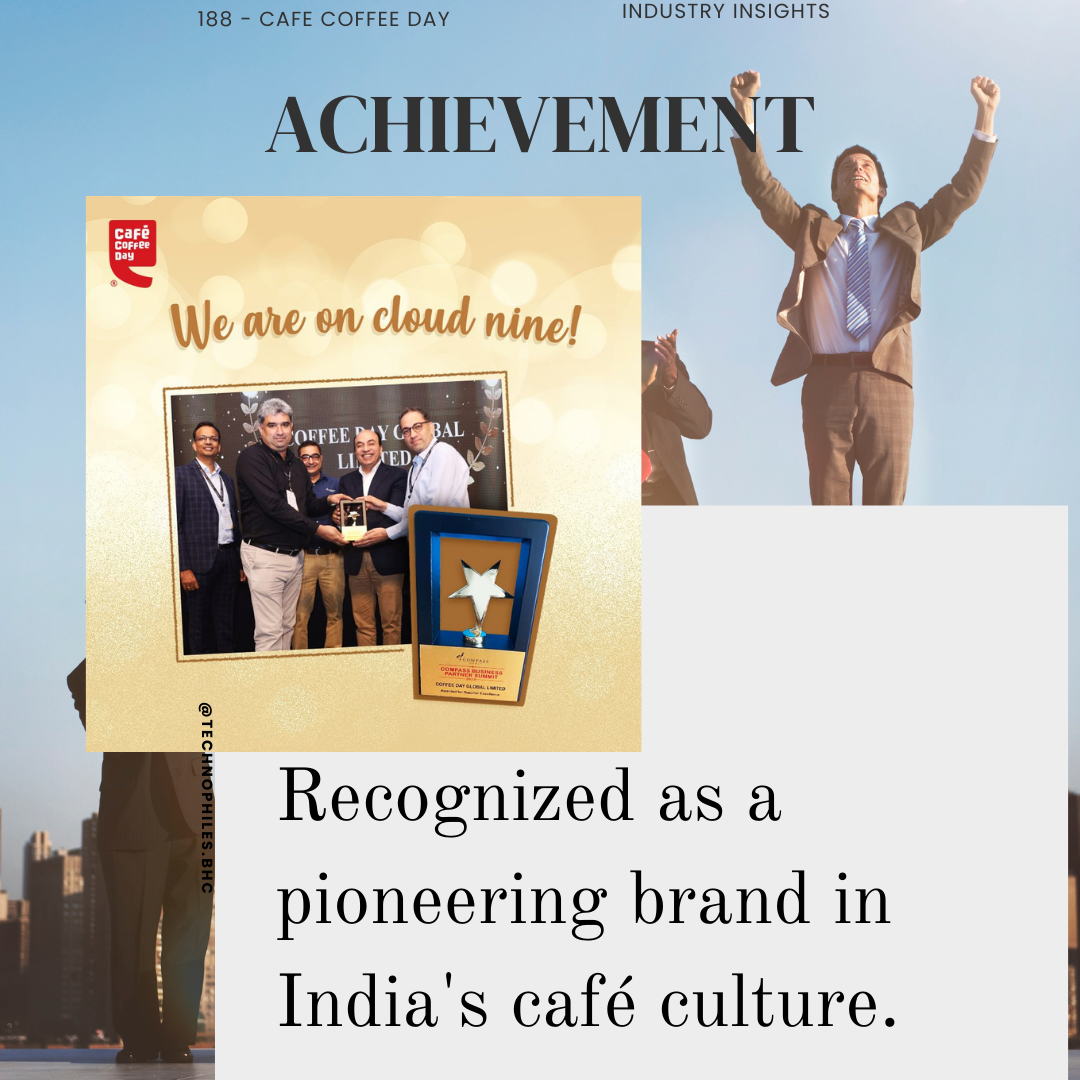 188 - CAFE COFFEE DAY
INDUSTRY INSIGHTS
ACHIEVEMENT
café
coffee
Day
®
We are on cloud nine!
COFFEE DAY GLOBAL
LIMITED
COMPASS
COMPASS BUSINESS
PARTNER SUMMIT
COFFEE DAY GLOBAL LIMITED
@TECHNOPHILES.BHC
Recognized as a
pioneering brand in
India's café culture.